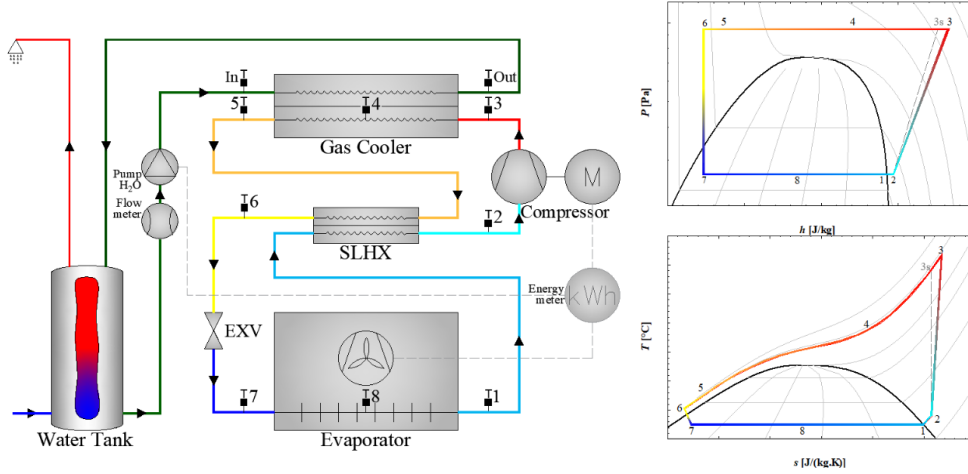 In
Out
5
4
3
Gas Cooler
Pump
H₂O
Flow
meter
M
Compressor
6
2
SLHX
Energy
meter
kWh
EXV
7
8
1
Water Tank
Evaporator
P [Pa]
6
5
4
3s
3
7
8
1
2
h [J/kg]
T [°C]
3
3s
4
5
6
7
8
1
2
s [J/(kg.K)]